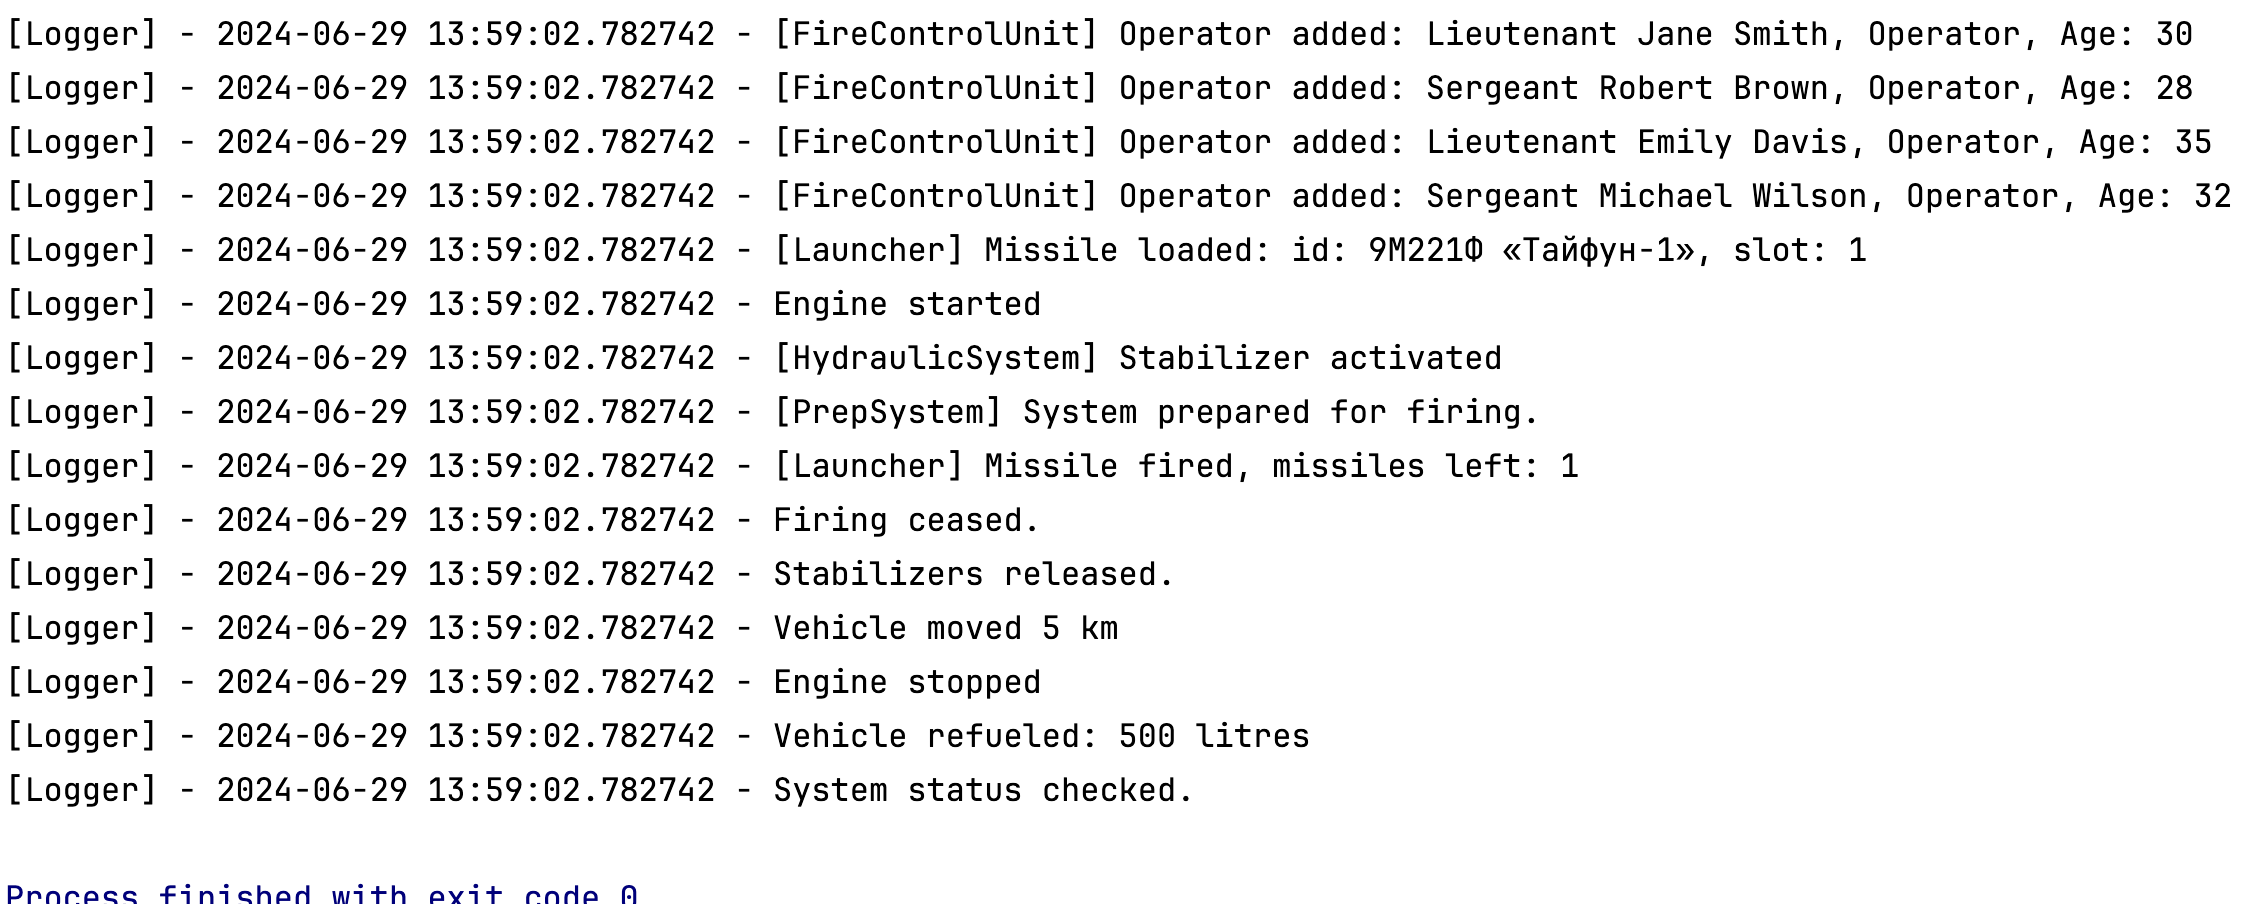 [Logger] - 2024-06-29 13:59:02.782742 - [FireControlUnit] Operator added: Lieutenant Jane Smith, Operator, Age: 30
[Logger] - 2024-06-29 13:59:02.782742 - [FireControlUnit] Operator added: Sergeant Robert Brown, Operator, Age: 28
[Logger] - 2024-06-29 13:59:02.782742 - [FireControlUnit] Operator added: Lieutenant Emily Davis, Operator, Age: 35
[Logger] - 2024-06-29 13:59:02.782742 - [FireControlUnit] Operator added: Sergeant Michael Wilson, Operator, Age: 32
[Logger] - 2024-06-29 13:59:02.782742 - [Launcher] Missile loaded: id: 9М221Ф «Тайфун-1», slot: 1
[Logger] - 2024-06-29 13:59:02.782742 - Engine started
[Logger] - 2024-06-29 13:59:02.782742 - [HydraulicSystem] Stabilizer activated
[Logger] - 2024-06-29 13:59:02.782742 - [PrepSystem] System prepared for firing.
[Logger] - 2024-06-29 13:59:02.782742 - [Launcher] Missile fired, missiles left: 1
[Logger] - 2024-06-29 13:59:02.782742 - Firing ceased.
[Logger] - 2024-06-29 13:59:02.782742 - Stabilizers released.
[Logger] - 2024-06-29 13:59:02.782742 - Vehicle moved 5 km
[Logger] - 2024-06-29 13:59:02.782742 - Engine stopped
[Logger] - 2024-06-29 13:59:02.782742 - Vehicle refueled: 500 litres
[Logger] - 2024-06-29 13:59:02.782742 - System status checked.
Process finished with exit code 0